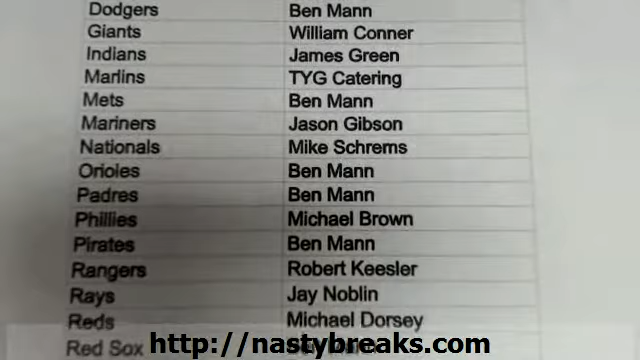 Dodgers Ben Mann
Giants William Conner
Indians James Green
Marlins TYG Catering
Mets Ben Mann
Mariners Jason Gibson
Nationals Mike Schrems
Orioles Ben Mann
Padres Ben Mann
Phillies Michael Brown
Pirates Ben Mann
Rangers Robert Keesler
Rays Jay Noblin
Reds Michael Dorsey
Red Sox
http://nastybreaks.com